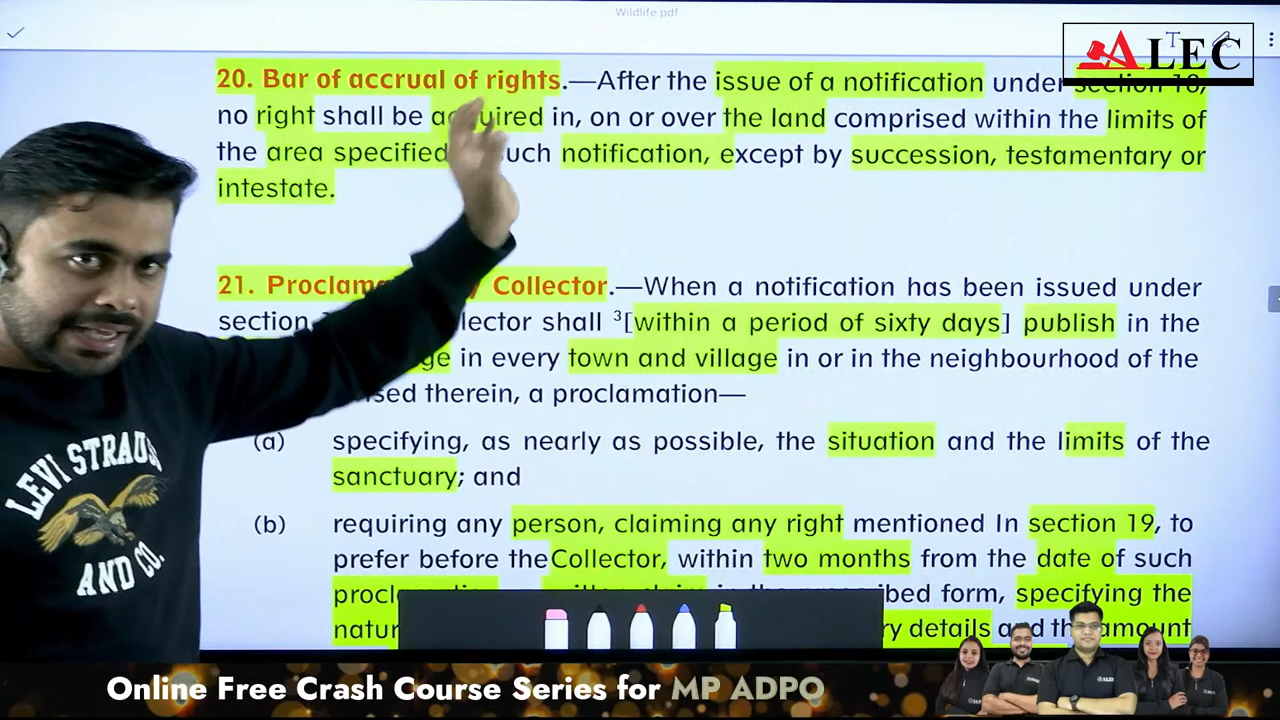 Wildlife.pdf
ALEC
20. Bar of accrual of rights.—After the issue of a notification under section 18,
no right shall be acquired in, on or over the land comprised within the limits of
the area specified such notification, except by succession, testamentary or
intestate.
21. Collector.—When a notification has been issued under
section shall ³[within a period of sixty days] publish in the
in every town and village in or in the neighbourhood of the
therein, a proclamation—
(a) specifying, as nearly as possible, the situation and the limits of the
sanctuary; and
(b) requiring any person, claiming any right mentioned In section 19, to
prefer before the Collector, within two months from the date of such
form, specifying the
details and the amount
LEVI STRAUSS
AND CO.
Online Free Crash Course Series for MP ADPO